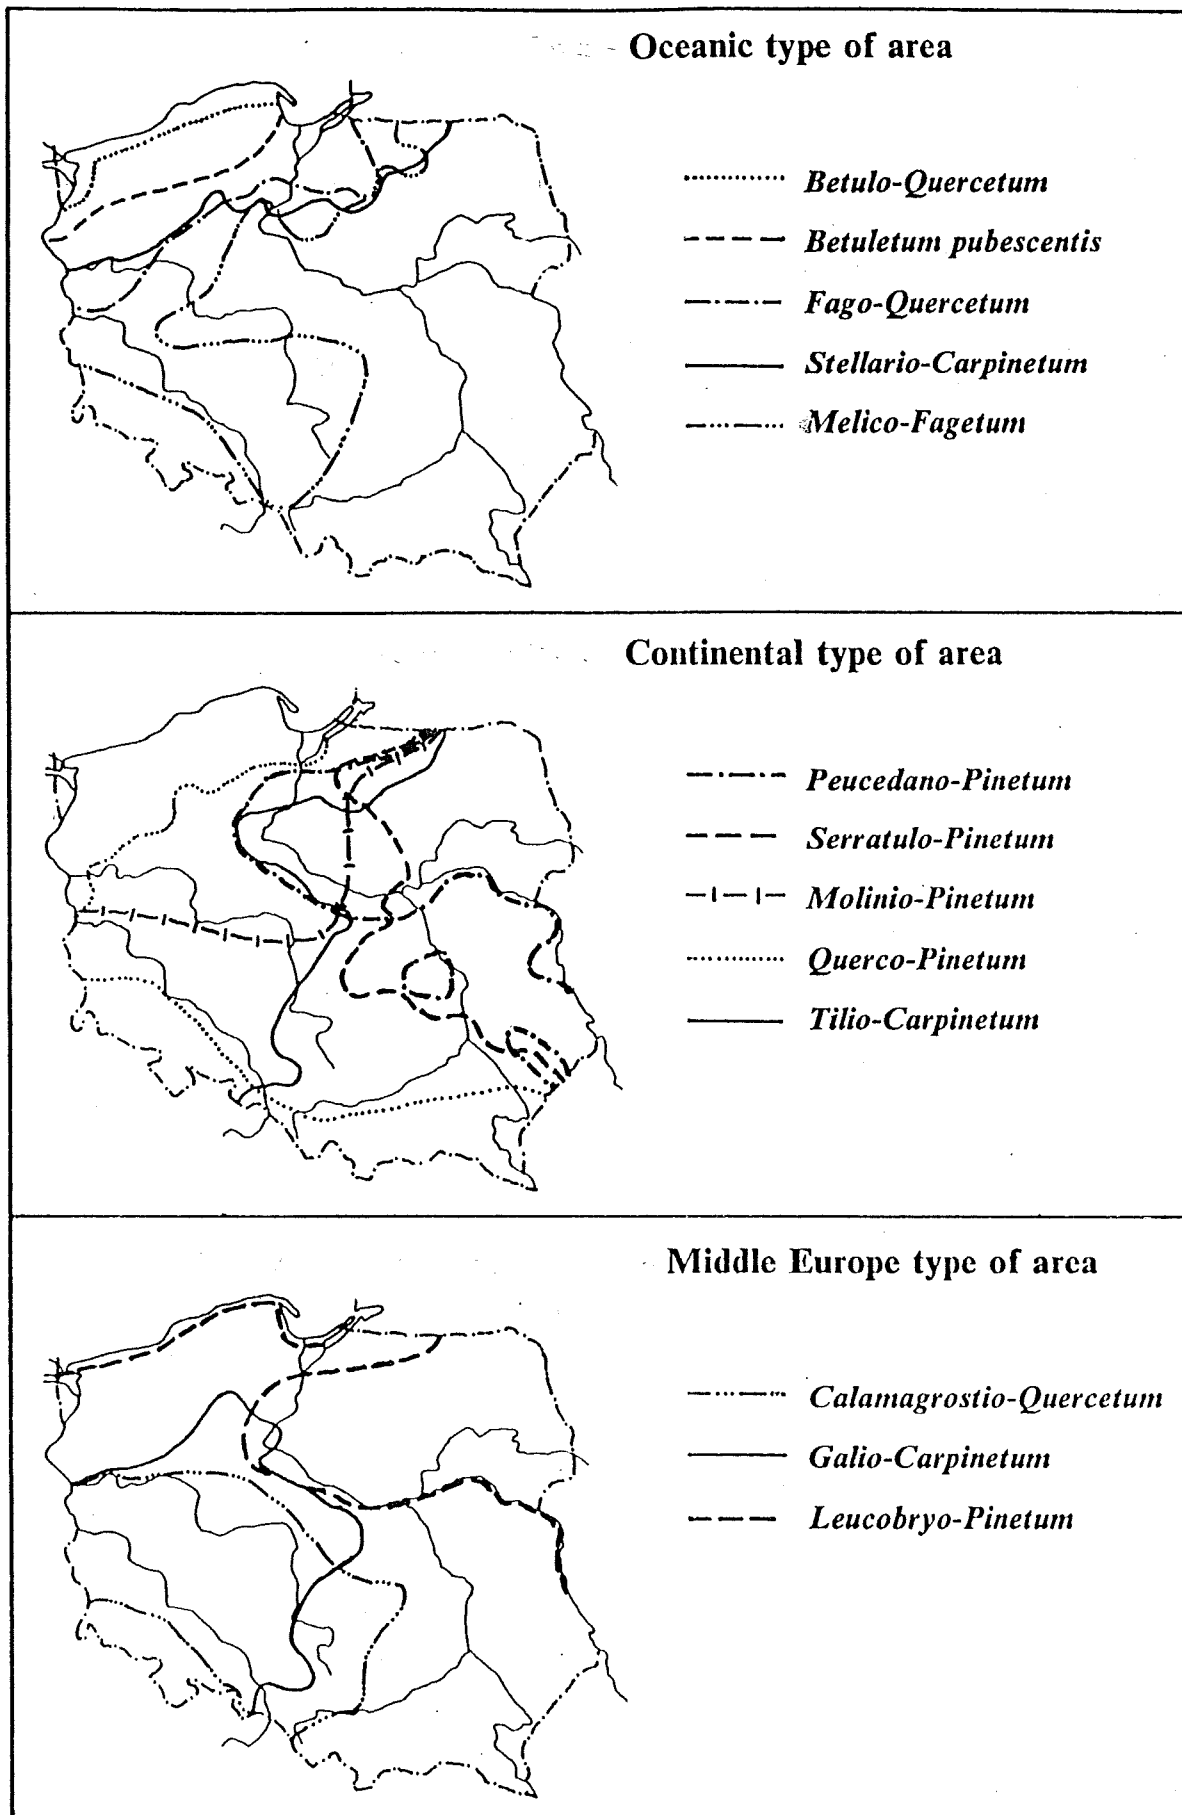 Oceanic type of area
Betulo-Quercetum
Betuletum pubescentis
Fago-Quercetum
Stellario-Carpinetum
Melico-Fagetum
Continental type of area
Peucedano-Pinetum
Serratulo-Pinetum
Molinio-Pinetum
Querco-Pinetum
Tilio-Carpinetum
Middle Europe type of area
Calamagrostio-Quercetum
Galio-Carpinetum
Leucobryo-Pinetum